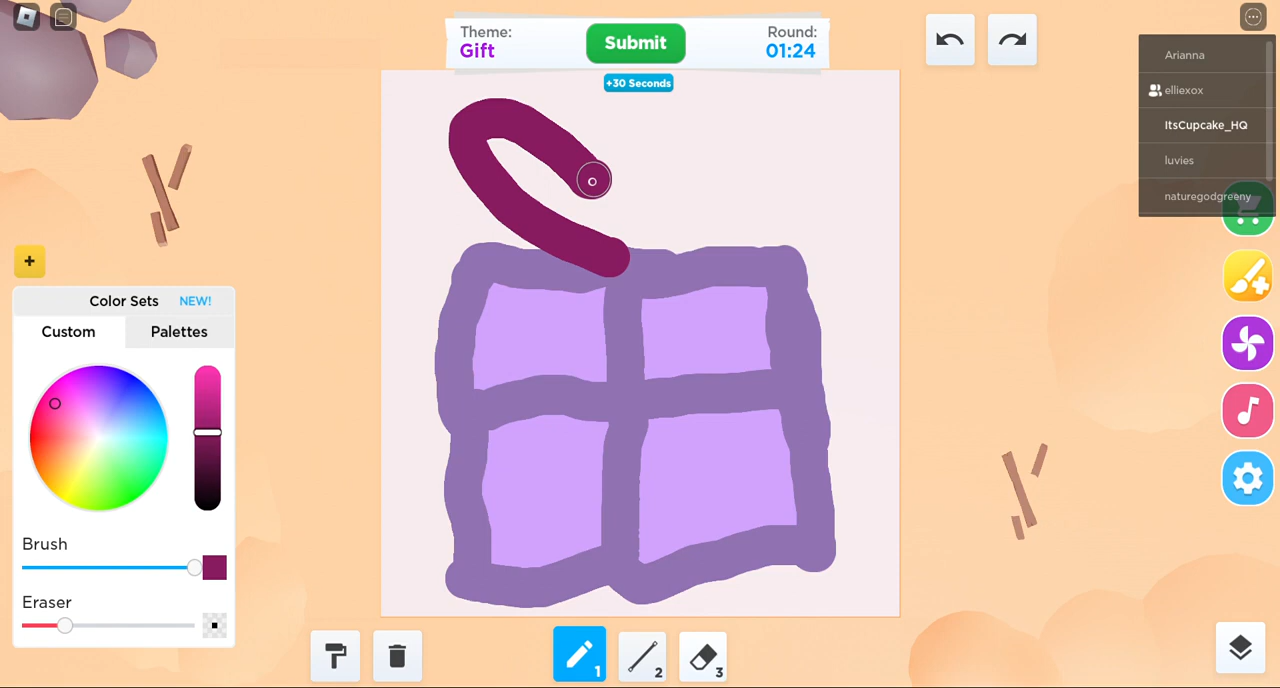 Theme:
Gift
Submit
Round:
01:24
+30 Seconds
Arianna
elliexox
ItsCupcake_HQ
luvies
naturegodgreeny
+
Color Sets NEW!
Custom Palettes
Brush
Eraser
1
2
3